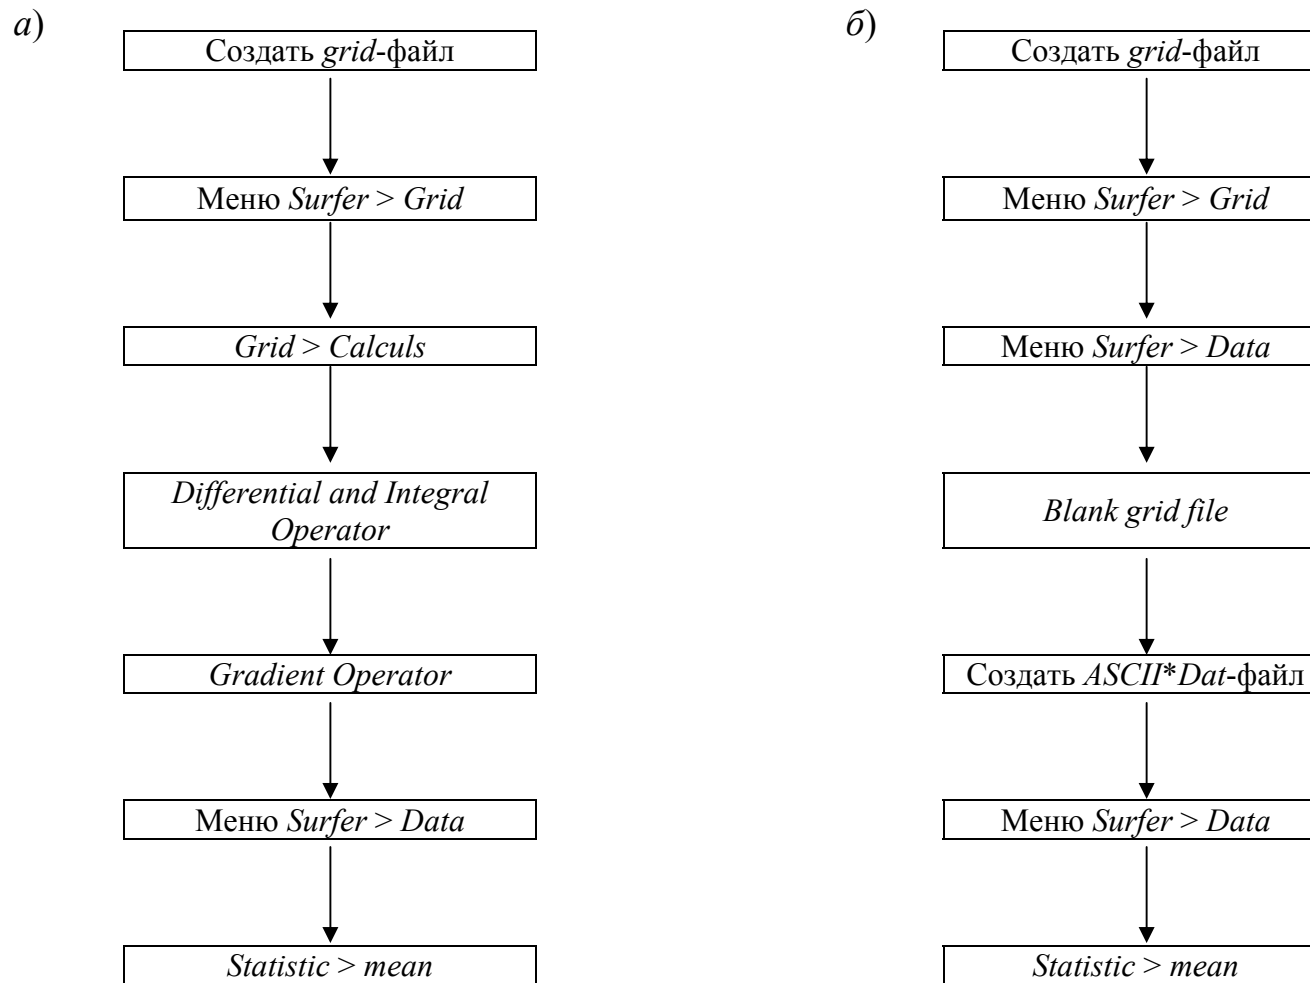 а)
Создать grid-файл
Меню Surfer > Grid
Grid > Calculs
Differential and Integral
Operator
Gradient Operator
Меню Surfer > Data
Statistic > mean
б)
Создать grid-файл
Меню Surfer > Grid
Меню Surfer > Data
Blank grid file
Создать ASCII*Dat-файл
Меню Surfer > Data
Statistic > mean